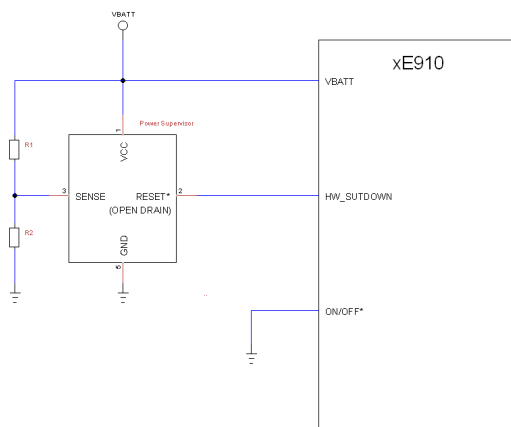 VBATT
xE910
VBATT
Power Supervisor
1
VCC
R1
3
SENSE
RESET*
2
(OPEN DRAIN)
HW_SUTDOWN
R2
GND
5
ON/OFF*